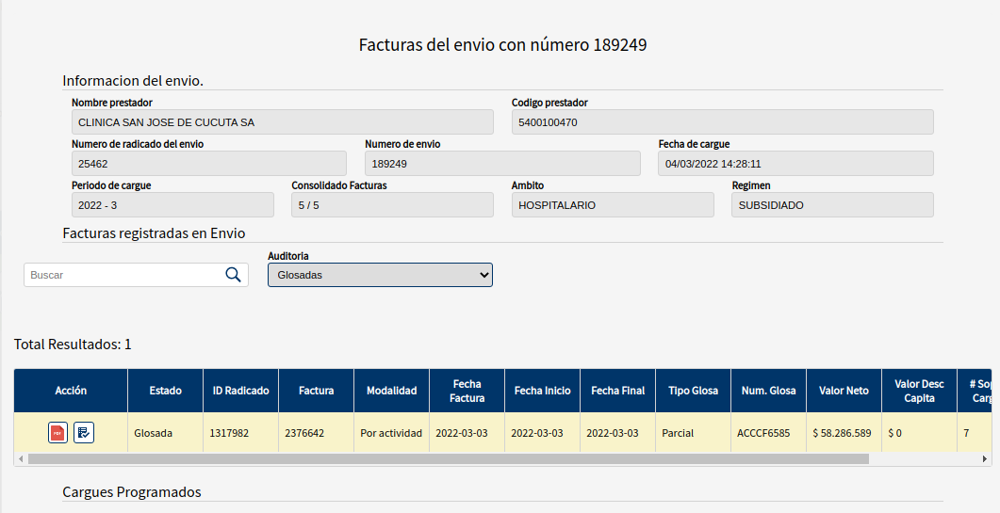 Facturas del envio con número 189249
Informacion del envio.
Nombre prestador Codigo prestador
CLINICA SAN JOSE DE CUCUTA SA 5400100470
Numero de radicado del envio Numero de envio Fecha de cargue
25462 189249 04/03/2022 14:28:11
Periodo de cargue Consolidado Facturas Ambito Regimen
2022 - 3 5 / 5 HOSPITALARIO SUBSIDIADO
Facturas registradas en Envio
Auditoria
Buscar Glosadas
Total Resultados: 1
Acción Estado ID Radicado Factura Modalidad Fecha Factura Fecha Inicio Fecha Final Tipo Glosa Num. Glosa Valor Neto Valor Desc Capita #
Glosada 1317982 2376642 Por actividad 2022-03-03 2022-03-03 2022-03-03 Parcial ACCCF6585 $ 58.286.589 $ 0 7
Cargues Programados